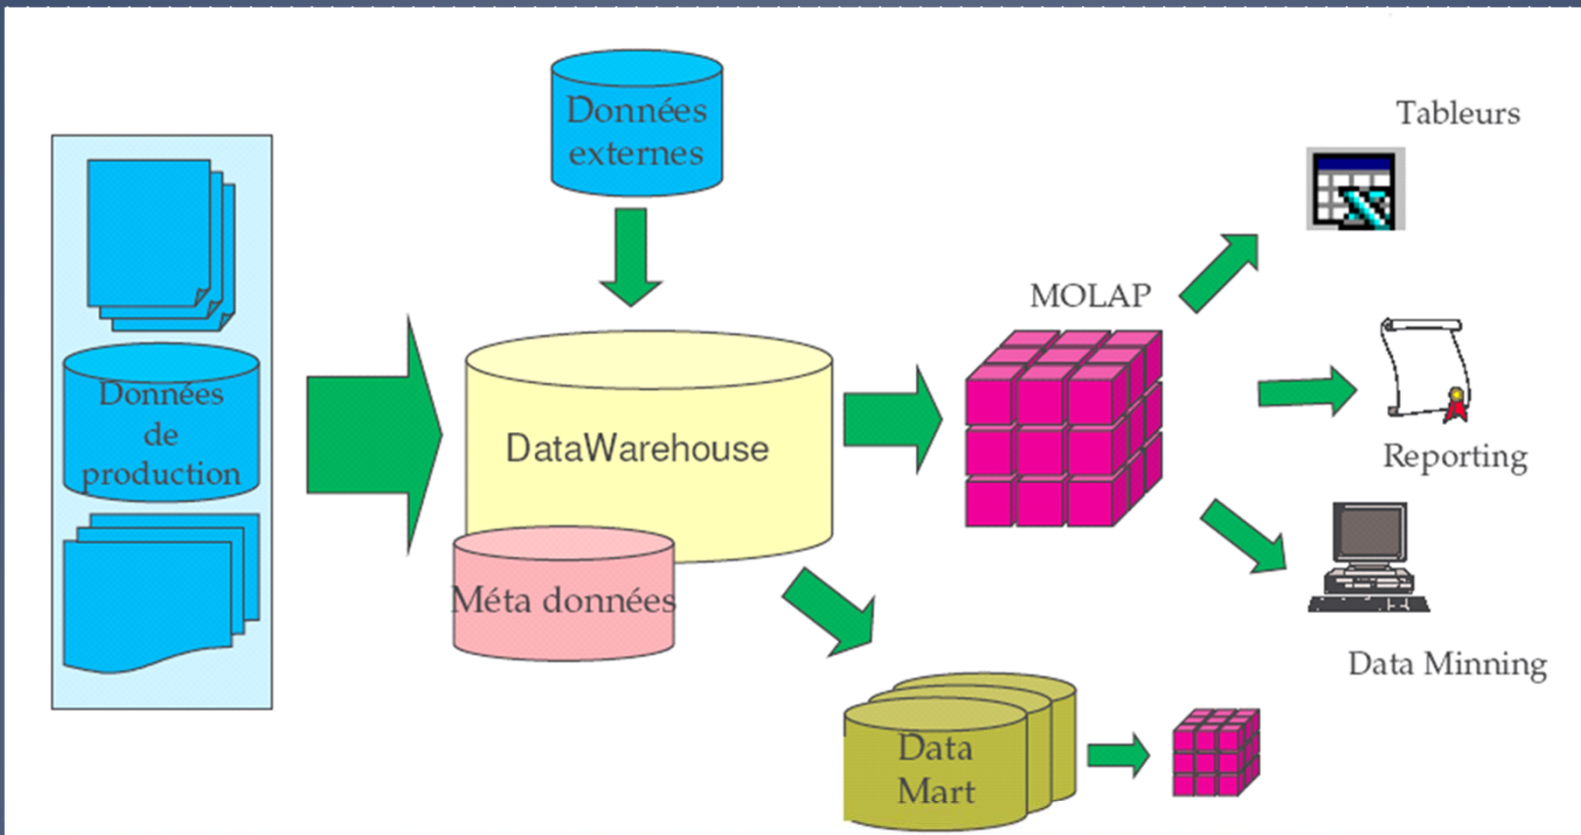 Données
externes
Tableurs
MOLAP
Données
de
production
DataWarehouse
Reporting
Méta données
Data Minning
Data
Mart